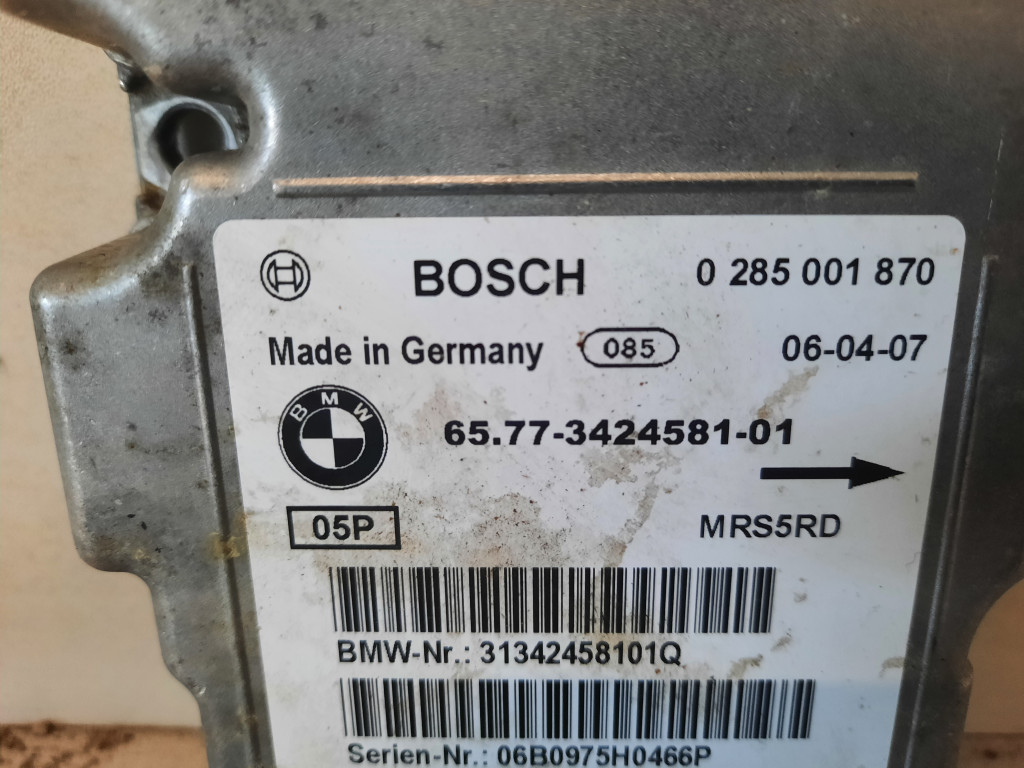 BOSCH 0 285 001 870
Made in Germany 085 06-04-07
BMW 65.77-3424581-01
05P MRS5RD
BMW-Nr.: 31342458101Q
Serien-Nr.: 06B0975H0466P